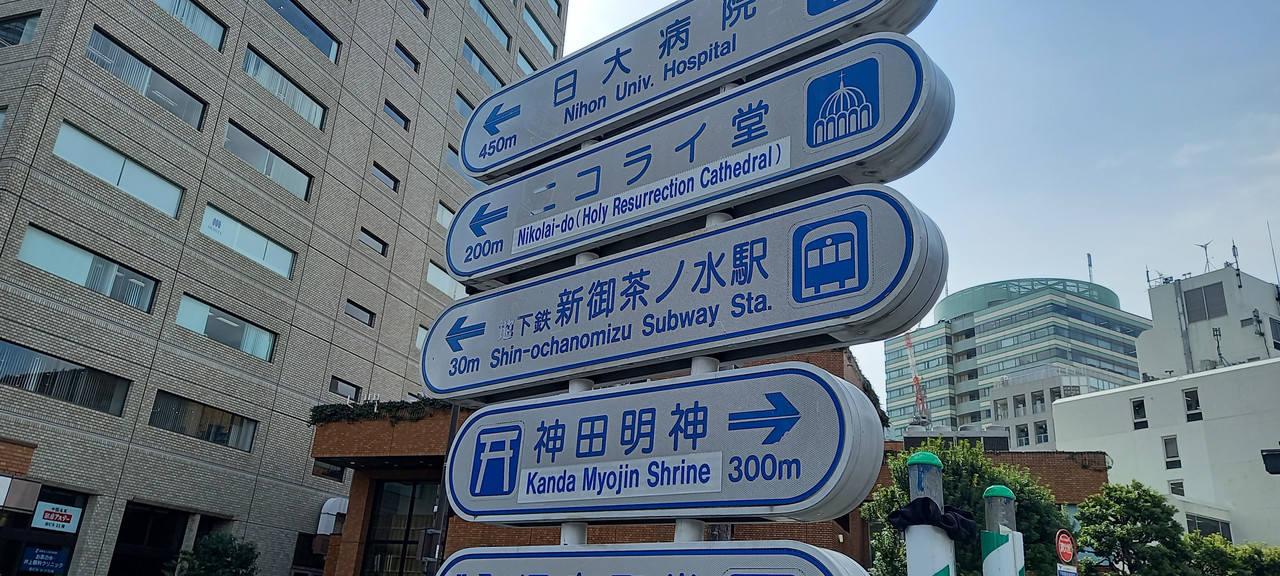 日大病院
Nihon Univ. Hospital
450m
ニコライ堂
Nikolai-do (Holy Resurrection Cathedral)
200m
地下鉄 新御茶ノ水駅
Shin-ochanomizu Subway Sta.
30m
神田明神
Kanda Myojin Shrine
300m